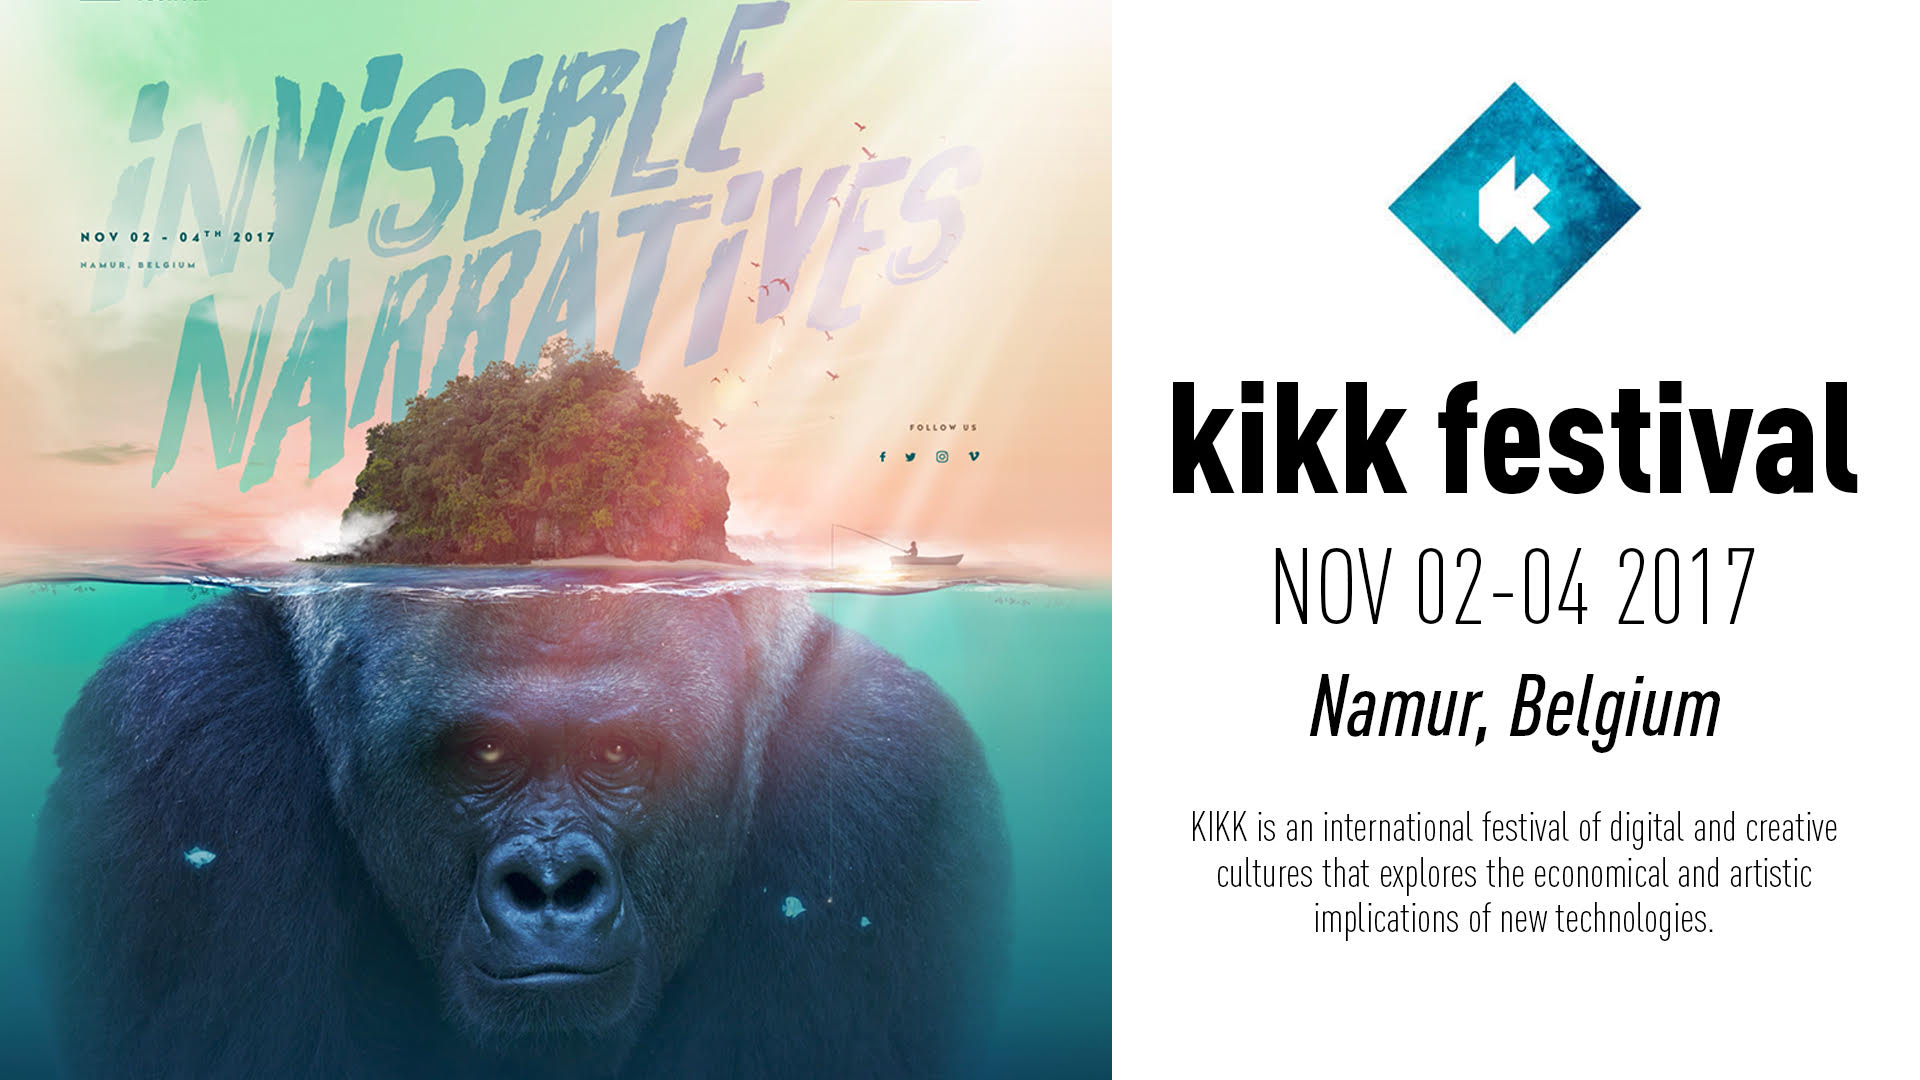 iNViSiBLE
NARRATiVES
NOV 02 - 04TH 2017
NAMUR, BELGIUM
FOLLOW US
kikk festival
NOV 02-04 2017
Namur, Belgium
KIKK is an international festival of digital and creative
cultures that explores the economical and artistic
implications of new technologies.